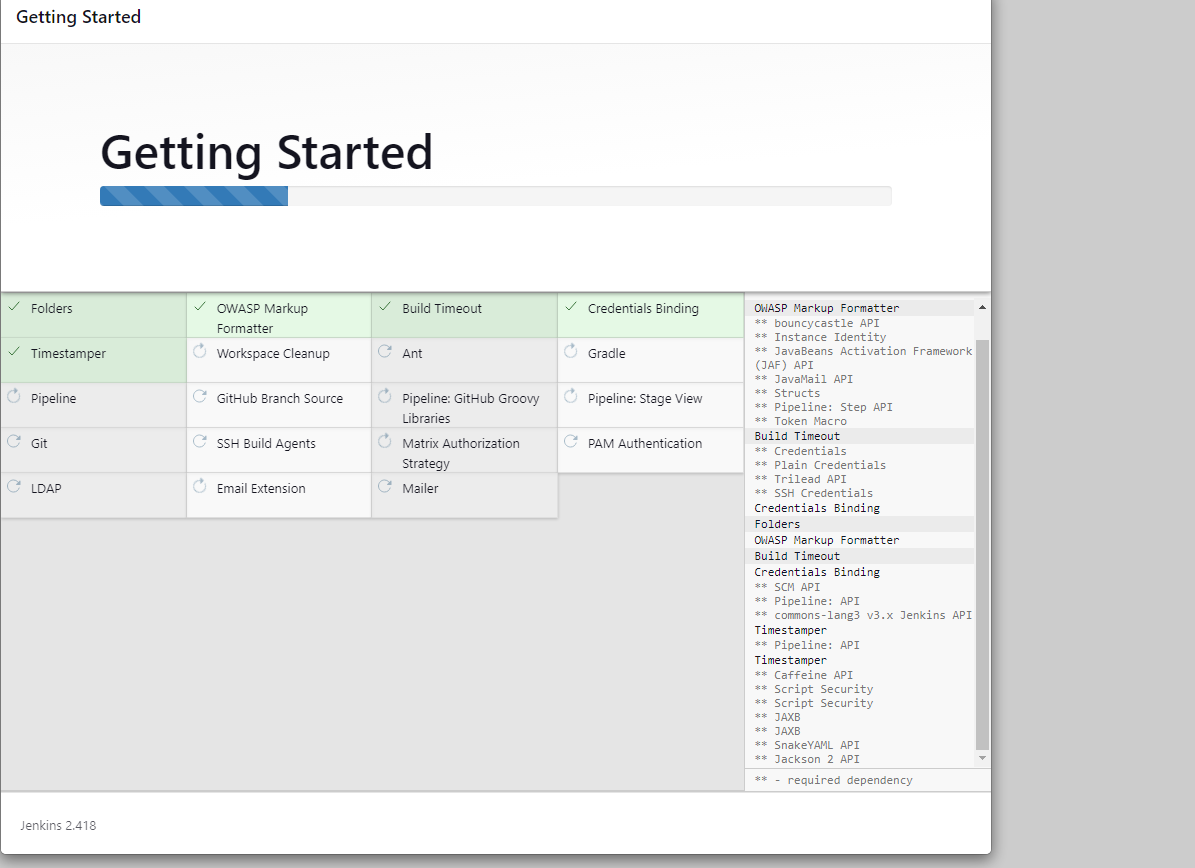 Getting Started
Getting Started
Folders
OWASP Markup
Formatter
Build Timeout
Credentials Binding
Timestamper
Workspace Cleanup
Ant
Gradle
Pipeline
GitHub Branch Source
Pipeline: GitHub Groovy
Libraries
Pipeline: Stage View
Git
SSH Build Agents
Matrix Authorization
Strategy
PAM Authentication
LDAP
Email Extension
Mailer
OWASP Markup Formatter
** bouncycastle API
** Instance Identity
** JavaBeans Activation Framework
(JAF) API
** JavaMail API
** Structs
** Pipeline: Step API
** Token Macro
Build Timeout
** Credentials
** Plain Credentials
** Trilead API
** SSH Credentials
Credentials Binding
Folders
OWASP Markup Formatter
Build Timeout
Credentials Binding
** SCM API
** Pipeline: API
** commons-lang3 v3.x Jenkins API
Timestamper
** Pipeline: API
Timestamper
** Caffeine API
** Script Security
** Script Security
** JAXB
** JAXB
** SnakeYAML API
** Jackson 2 API
** - required dependency
Jenkins 2.418